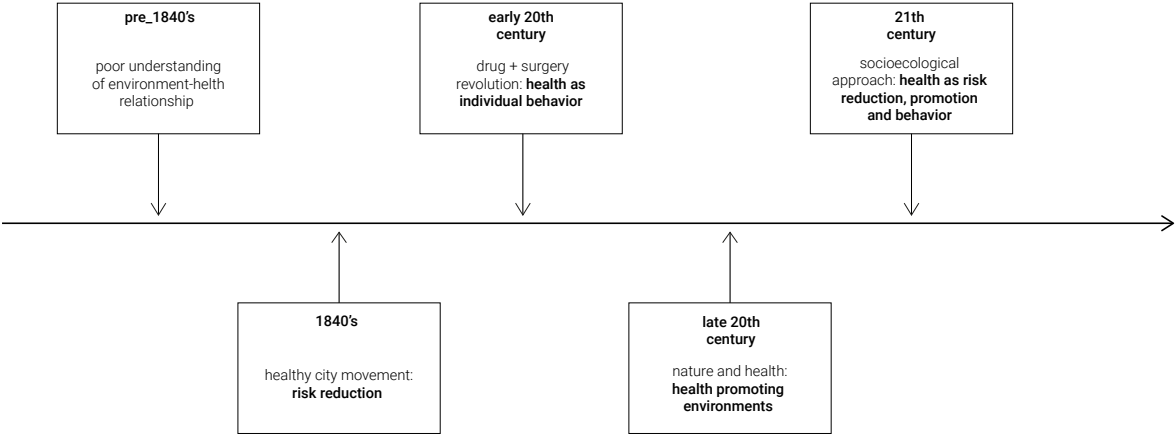 pre_1840's
poor understanding
of environment-helth
relationship
1840's
healthy city movement:
risk reduction
early 20th
century
drug + surgery
revolution: health as
individual behavior
late 20th
century
nature and health:
health promoting
environments
21th
century
socioecological
approach: health as risk
reduction, promotion
and behavior